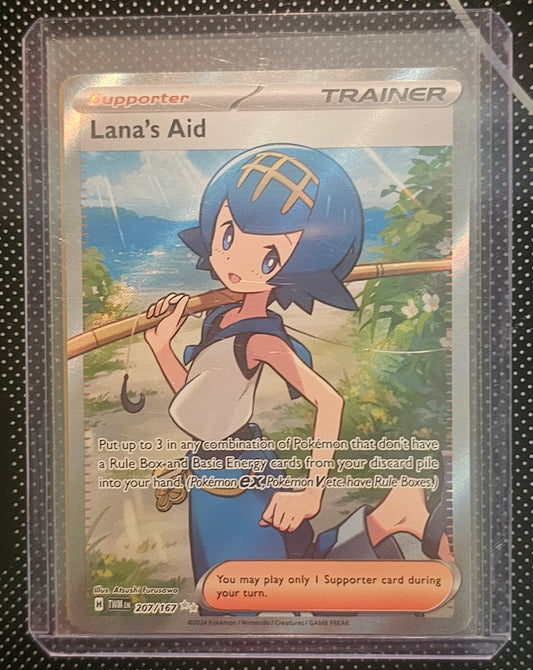 Supporter TRAINER
Lana's Aid
Put up to 3 in any combination of Pokémon that don't have
a Rule Box and Basic Energy cards from your discard pile
into your hand. (Pokémon ex, Pokémon V, etc. have Rule Boxes.)
You may play only 1 Supporter card during
your turn.
Illus. Atsushi Furusawa
H TWM EN 207/167
©2024 Pokémon / Nintendo / Creatures / GAME FREAK